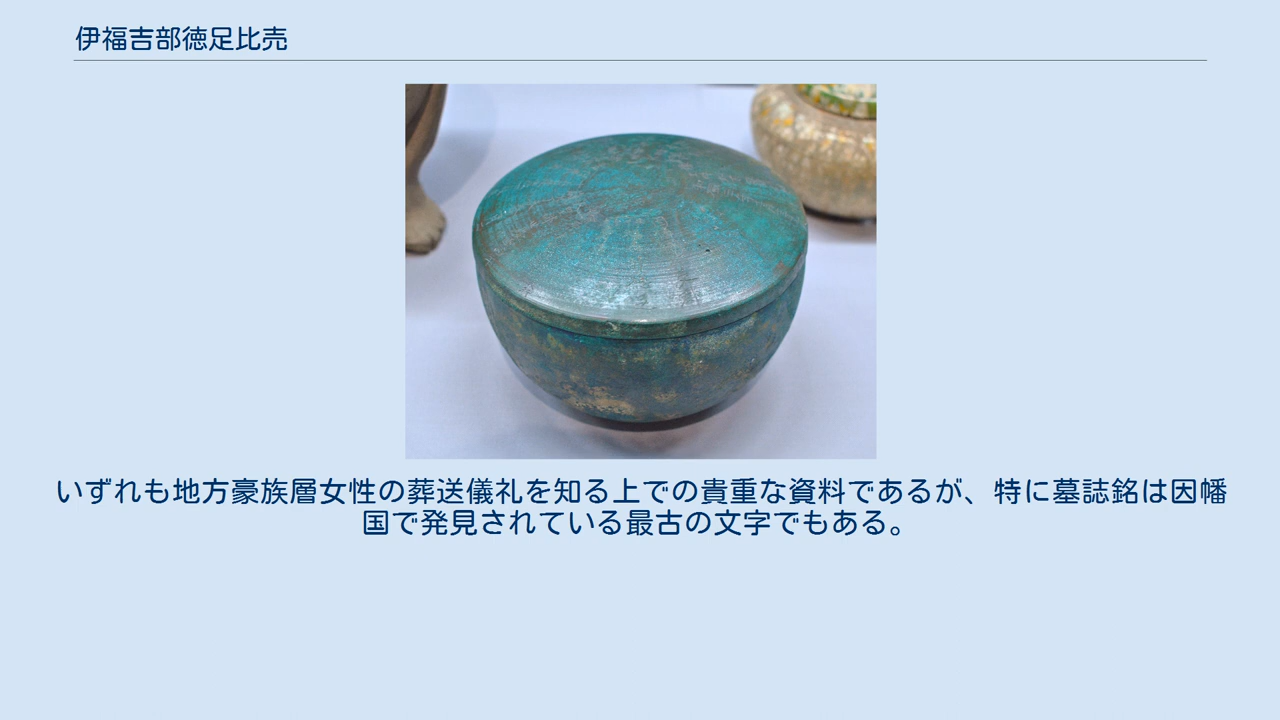 伊福吉部徳足比売
いずれも地方豪族層女性の葬送儀礼を知る上での貴重な資料であるが、特に墓誌銘は因幡
国で発見されている最古の文字でもある。